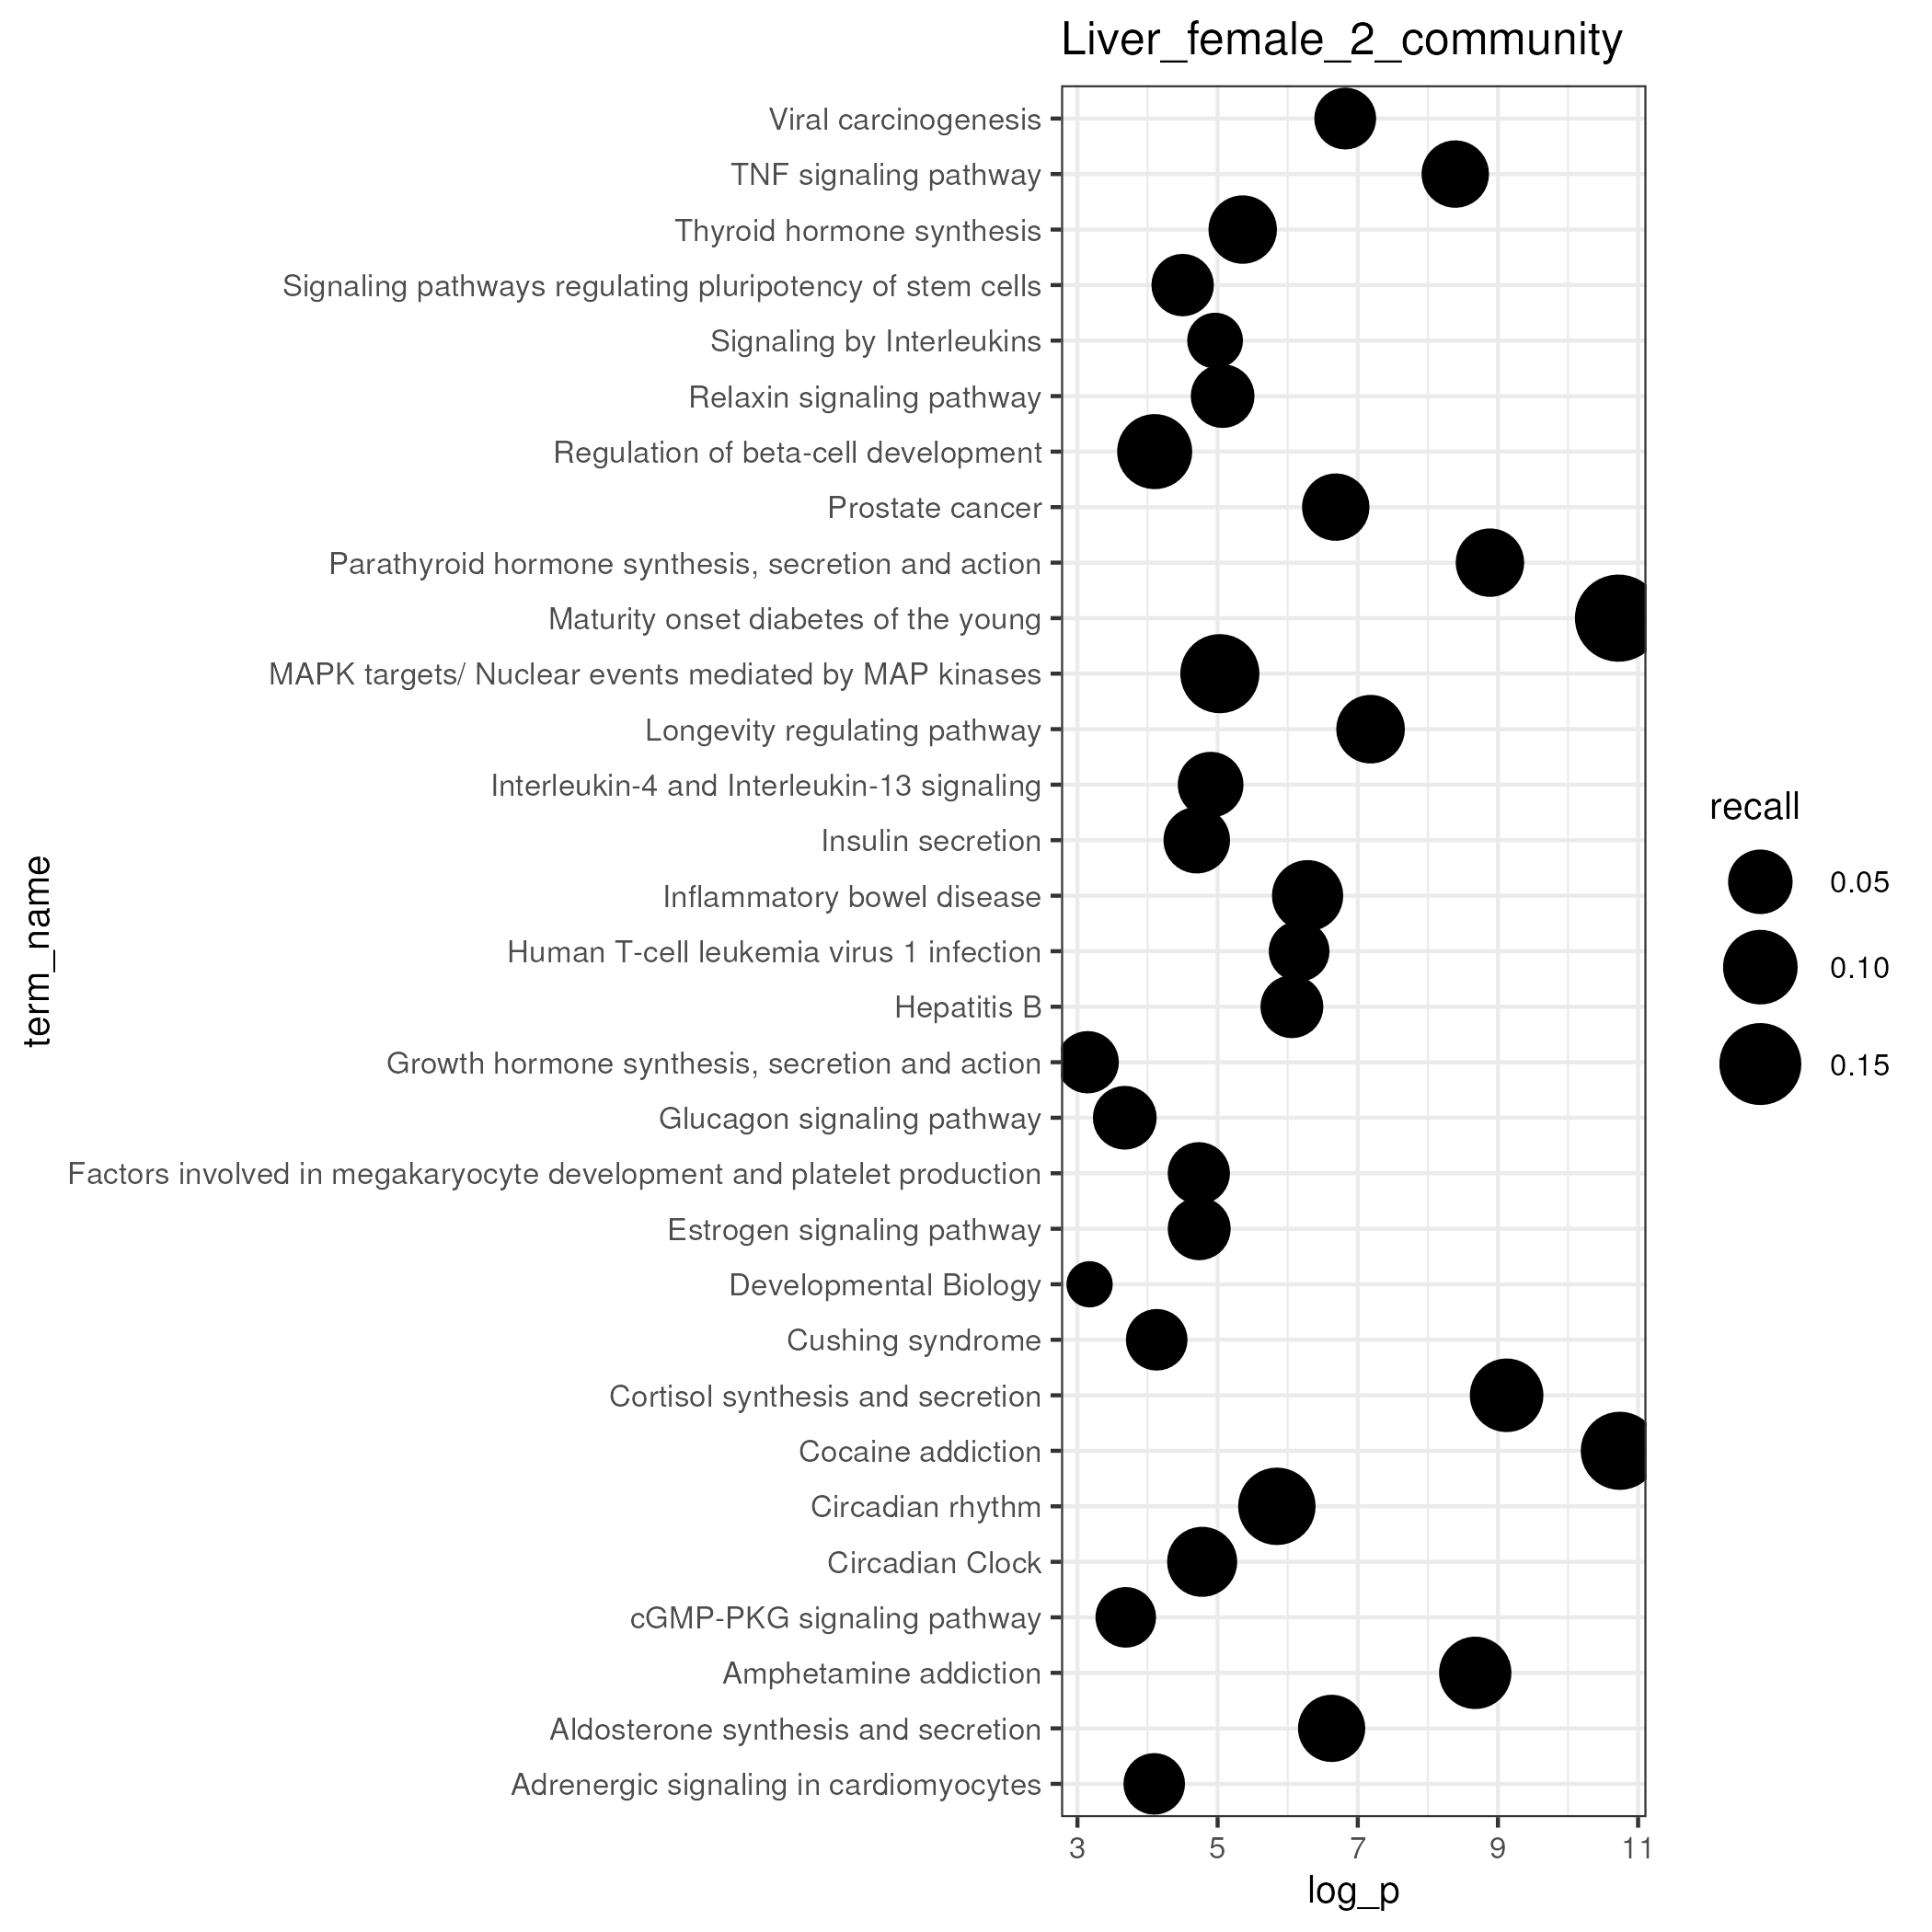 Liver_female_2_community
Viral carcinogenesis
TNF signaling pathway
Thyroid hormone synthesis
Signaling pathways regulating pluripotency of stem cells
Signaling by Interleukins
Relaxin signaling pathway
Regulation of beta-cell development
Prostate cancer
Parathyroid hormone synthesis, secretion and action
Maturity onset diabetes of the young
MAPK targets/ Nuclear events mediated by MAP kinases
Longevity regulating pathway
Interleukin-4 and Interleukin-13 signaling
Insulin secretion
Inflammatory bowel disease
Human T-cell leukemia virus 1 infection
Hepatitis B
Growth hormone synthesis, secretion and action
Glucagon signaling pathway
Factors involved in megakaryocyte development and platelet production
Estrogen signaling pathway
Developmental Biology
Cushing syndrome
Cortisol synthesis and secretion
Cocaine addiction
Circadian rhythm
Circadian Clock
cGMP-PKG signaling pathway
Amphetamine addiction
Aldosterone synthesis and secretion
Adrenergic signaling in cardiomyocytes
term_name
3 5 7 9 11
log_p
recall
0.05
0.10
0.15